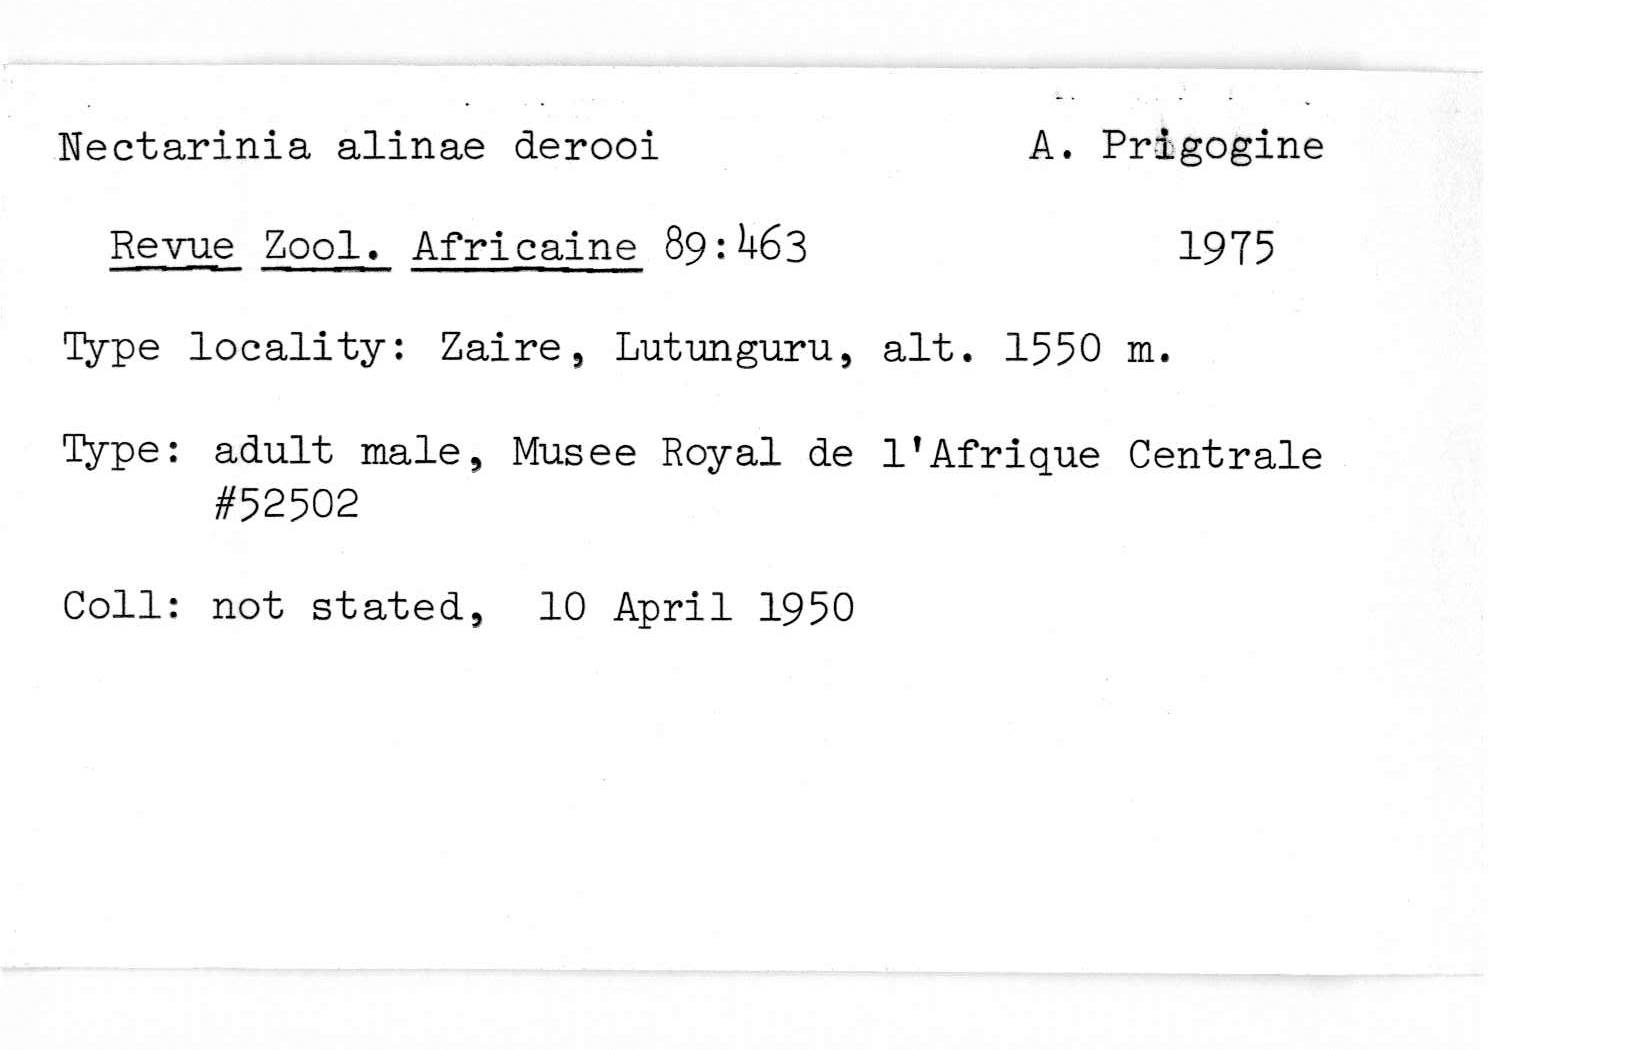 Nectarinia alinae derooi A. Prigogine
Revue Zool. Africaine 89:463 1975
Type locality: Zaire, Lutunguru, alt. 1550 m.
Type: adult male, Musee Royal de l'Afrique Centrale
#52502
Coll: not stated, 10 April 1950